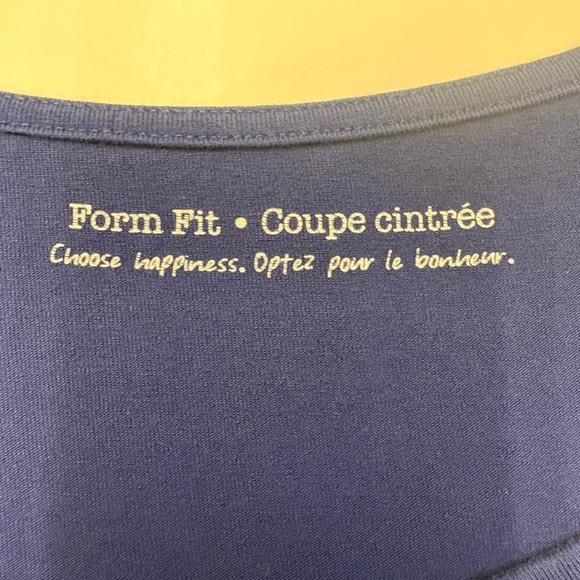 Form Fit • Coupe cintrée
Choose happiness. Optez pour le bonheur.